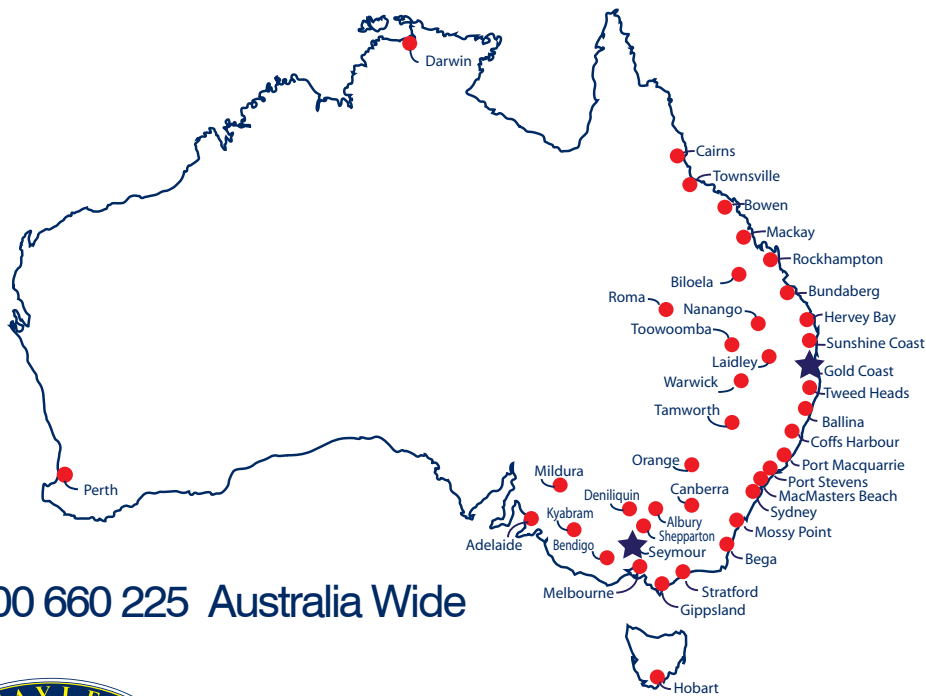 Darwin
Cairns
Townsville
Bowen
Mackay
Rockhampton
Biloela
Bundaberg
Roma
Nanango
Hervey Bay
Toowoomba
Sunshine Coast
Laidley
Gold Coast
Warwick
Tweed Heads
Tamworth
Ballina
Coffs Harbour
Orange
Port Macquarrie
Mildura
Port Stevens
Perth
Canberra
Deniliquin
MacMasters Beach
Kyabram
Sydney
Albury
Mossy Point
Shepparton
Adelaide
Bendigo
Seymour
Bega
Melbourne
Stratford
Gippsland
00 660 225 Australia Wide
Hobart